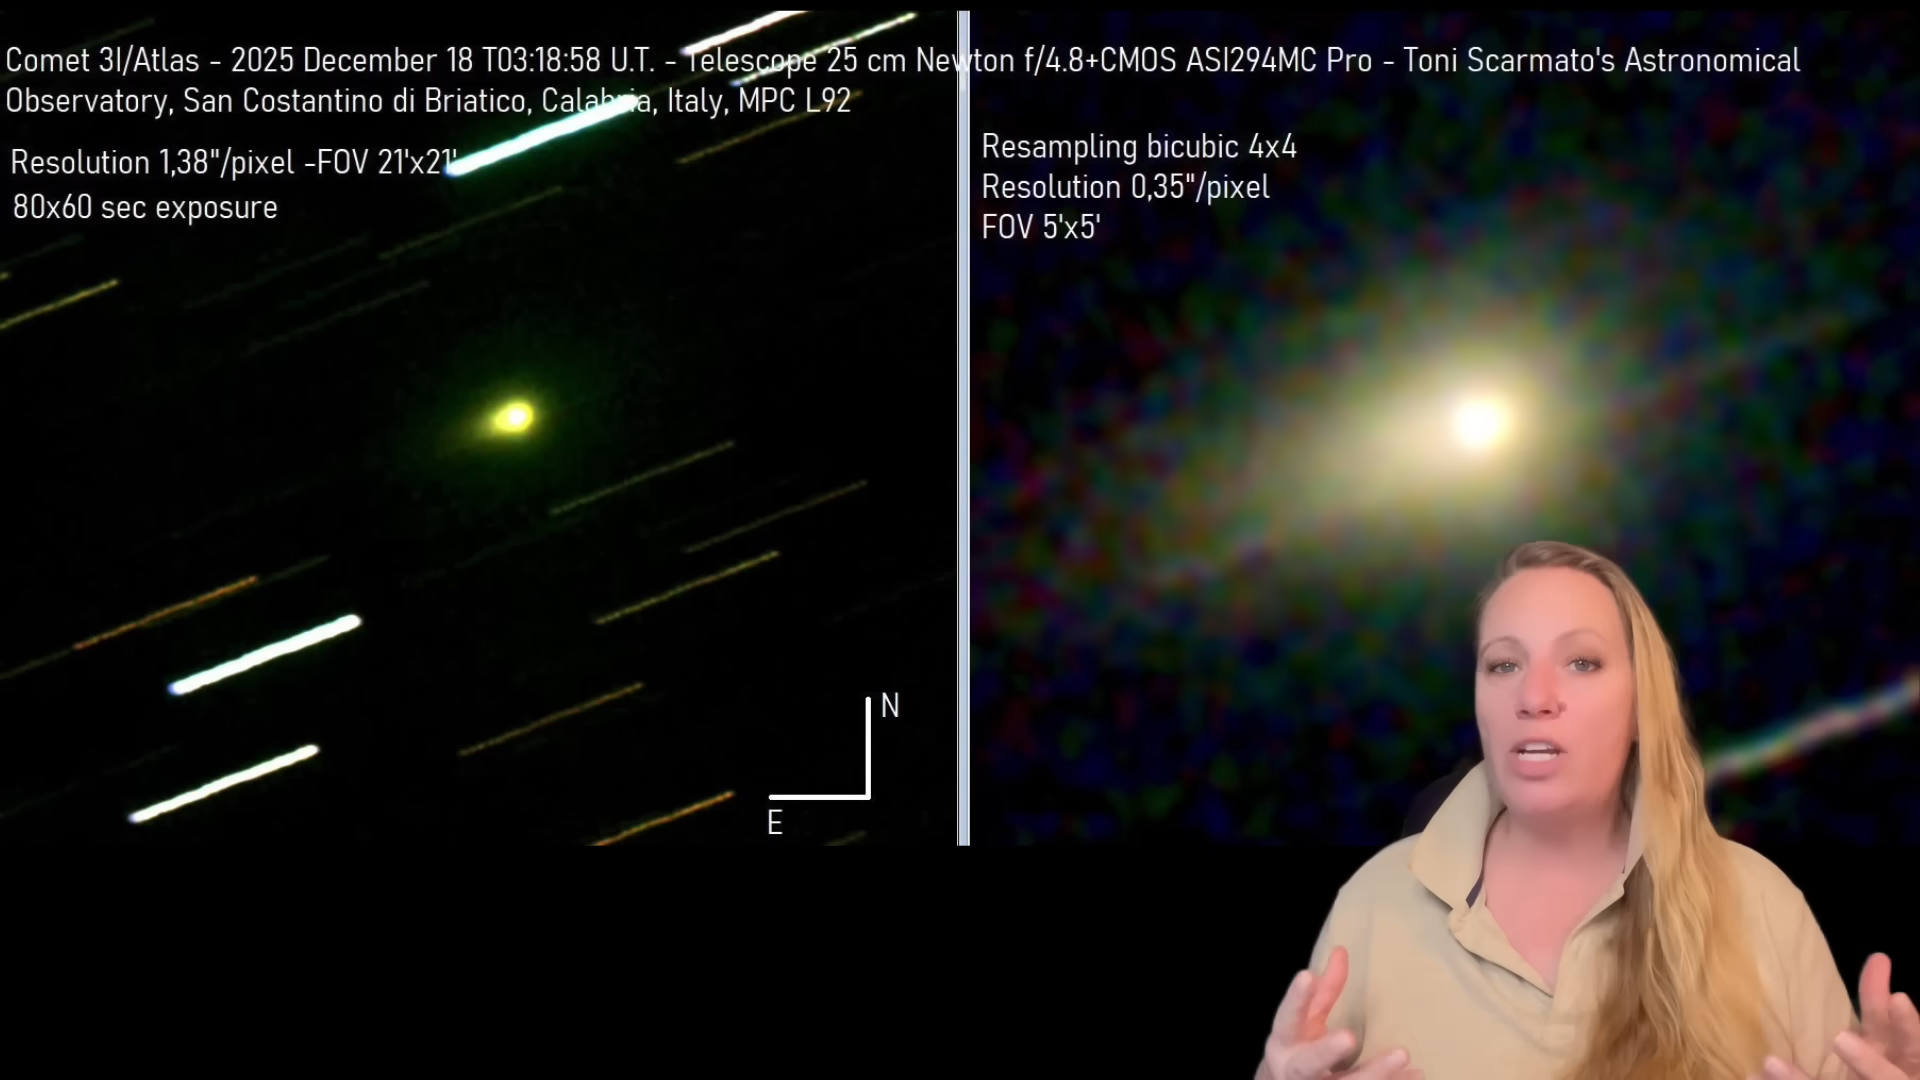 Comet 3I/Atlas - 2025 December 18 T03:18:58 U.T. - Telescope 25 cm Newton f/4.8+CMOS ASI294MC Pro - Toni Scarmato's Astronomical
Observatory, San Costantino di Briatico, Calabria, Italy, MPC L92
Resolution 1,38"/pixel -FOV 21'x21'
80x60 sec exposure
Resampling bicubic 4x4
Resolution 0,35"/pixel
FOV 5'x5'
N
E